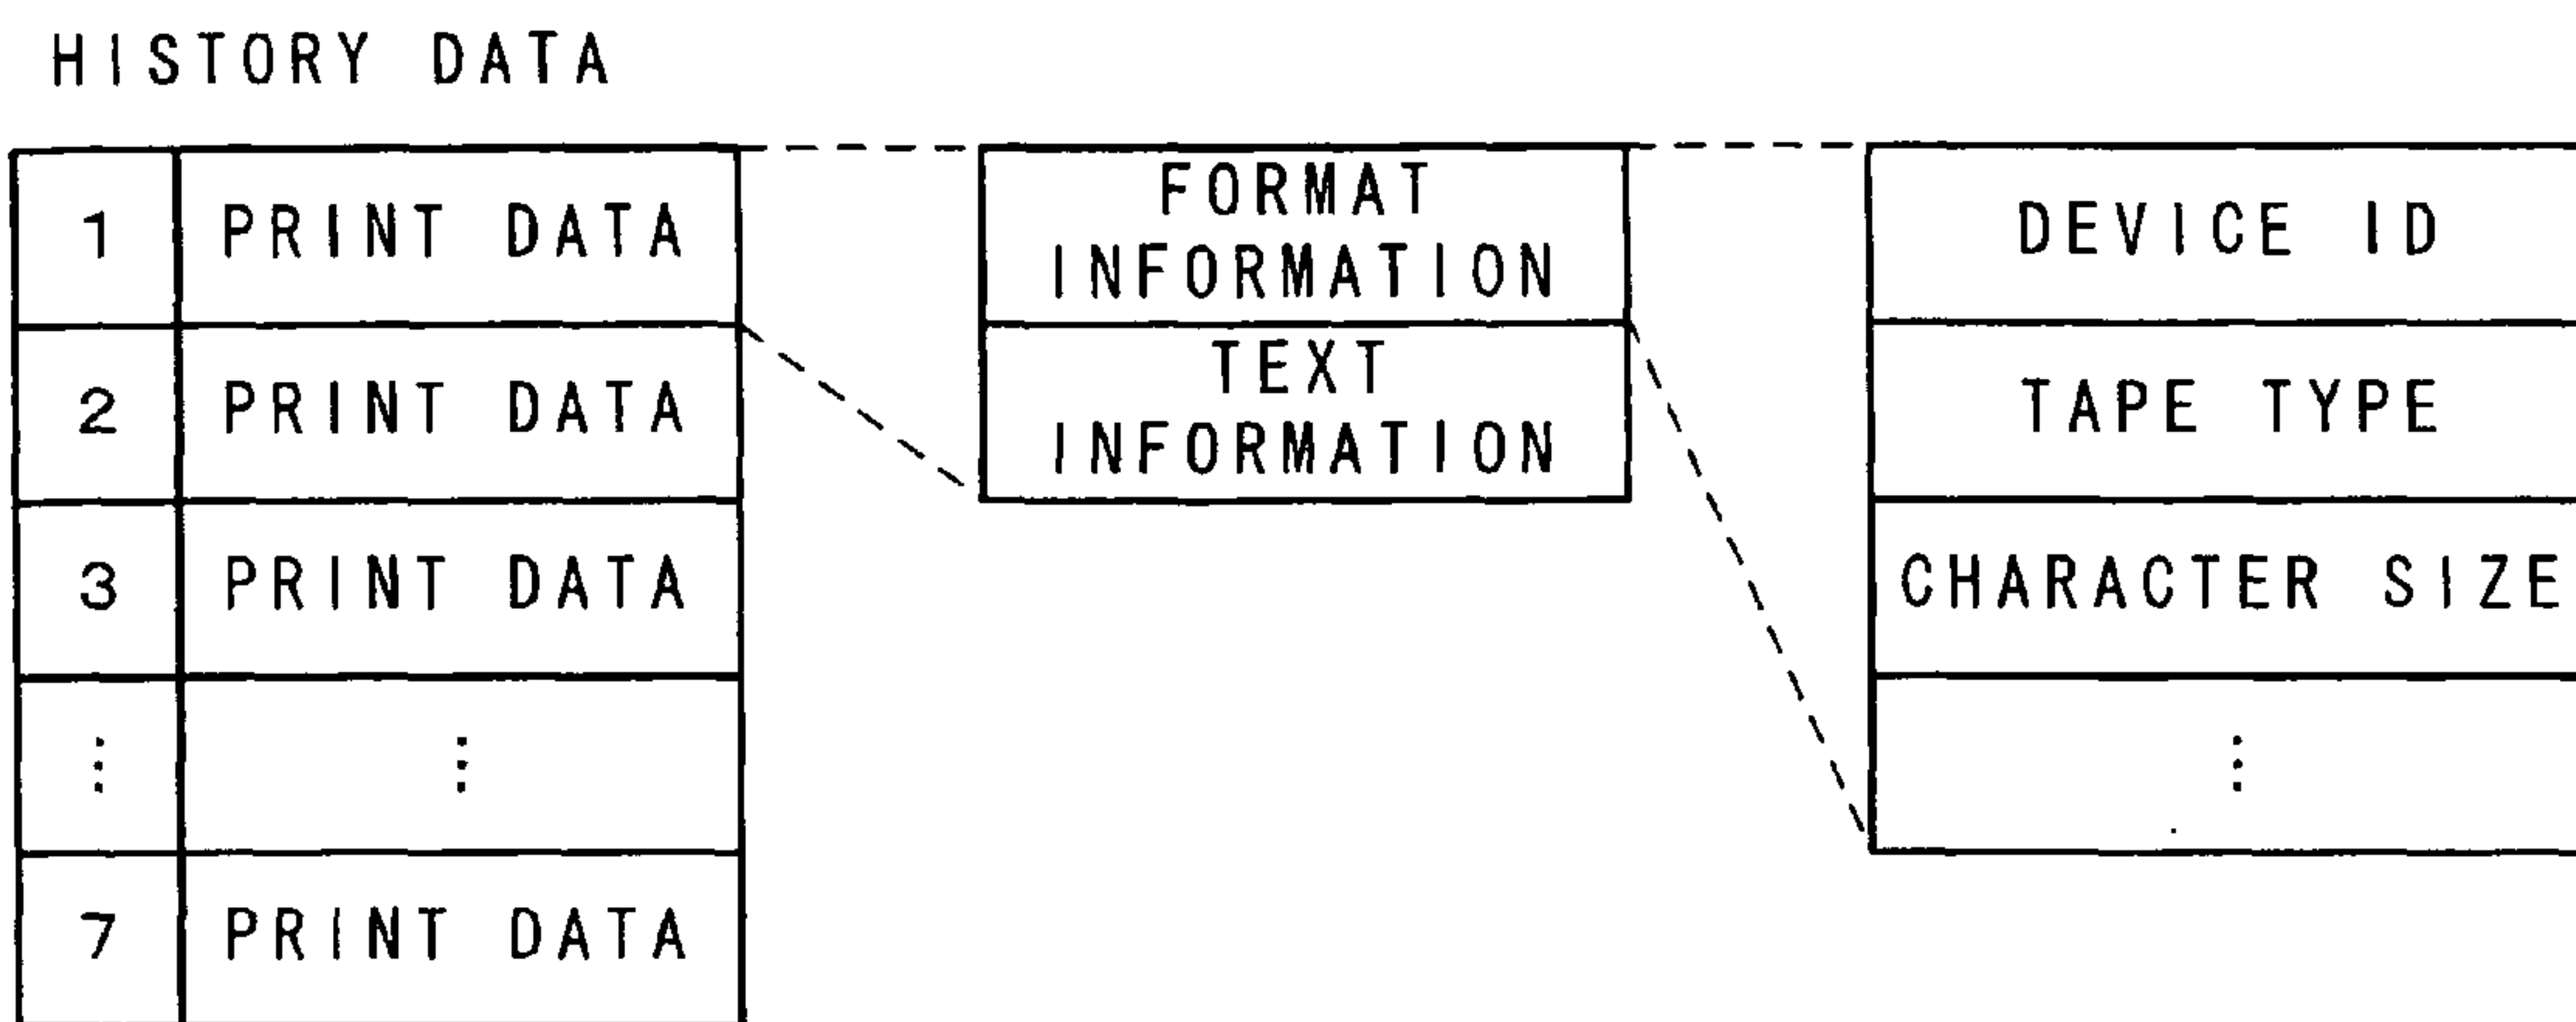 HISTORY DATA
1 PRINT DATA
2 PRINT DATA
3 PRINT DATA
⋮ ⋮
7 PRINT DATA
FORMAT
INFORMATION
TEXT
INFORMATION
DEVICE ID
TAPE TYPE
CHARACTER SIZE
⋮